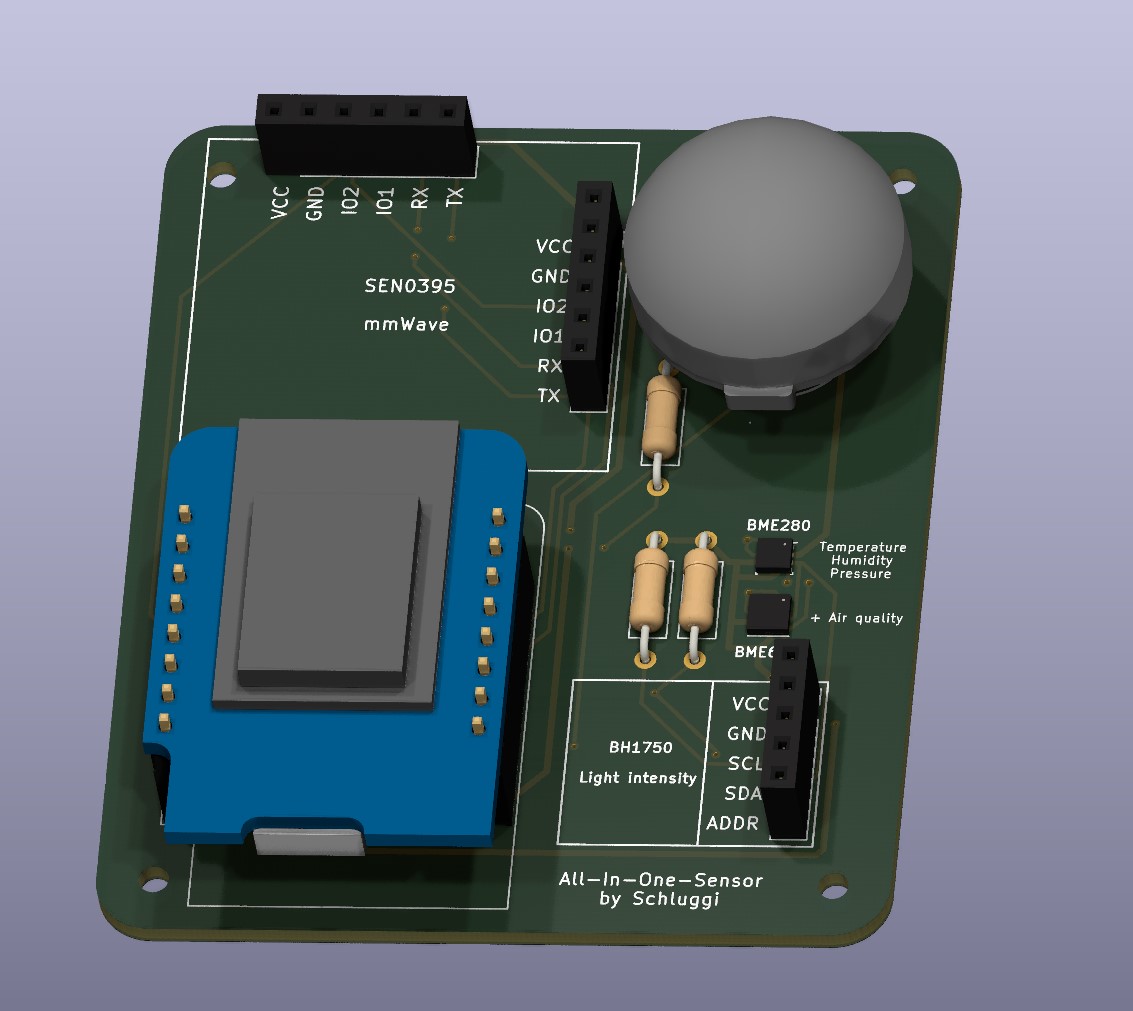 VCC
GND
IO2
IO1
RX
TX
SEN0395
mmWave
VCC
GND
IO2
IO1
RX
TX
BME280
Temperature
Humidity
Pressure
+ Air quality
BH1750
Light intensity
VCC
GND
SCL
SDA
ADDR
All-In-One-Sensor
by Schluggi